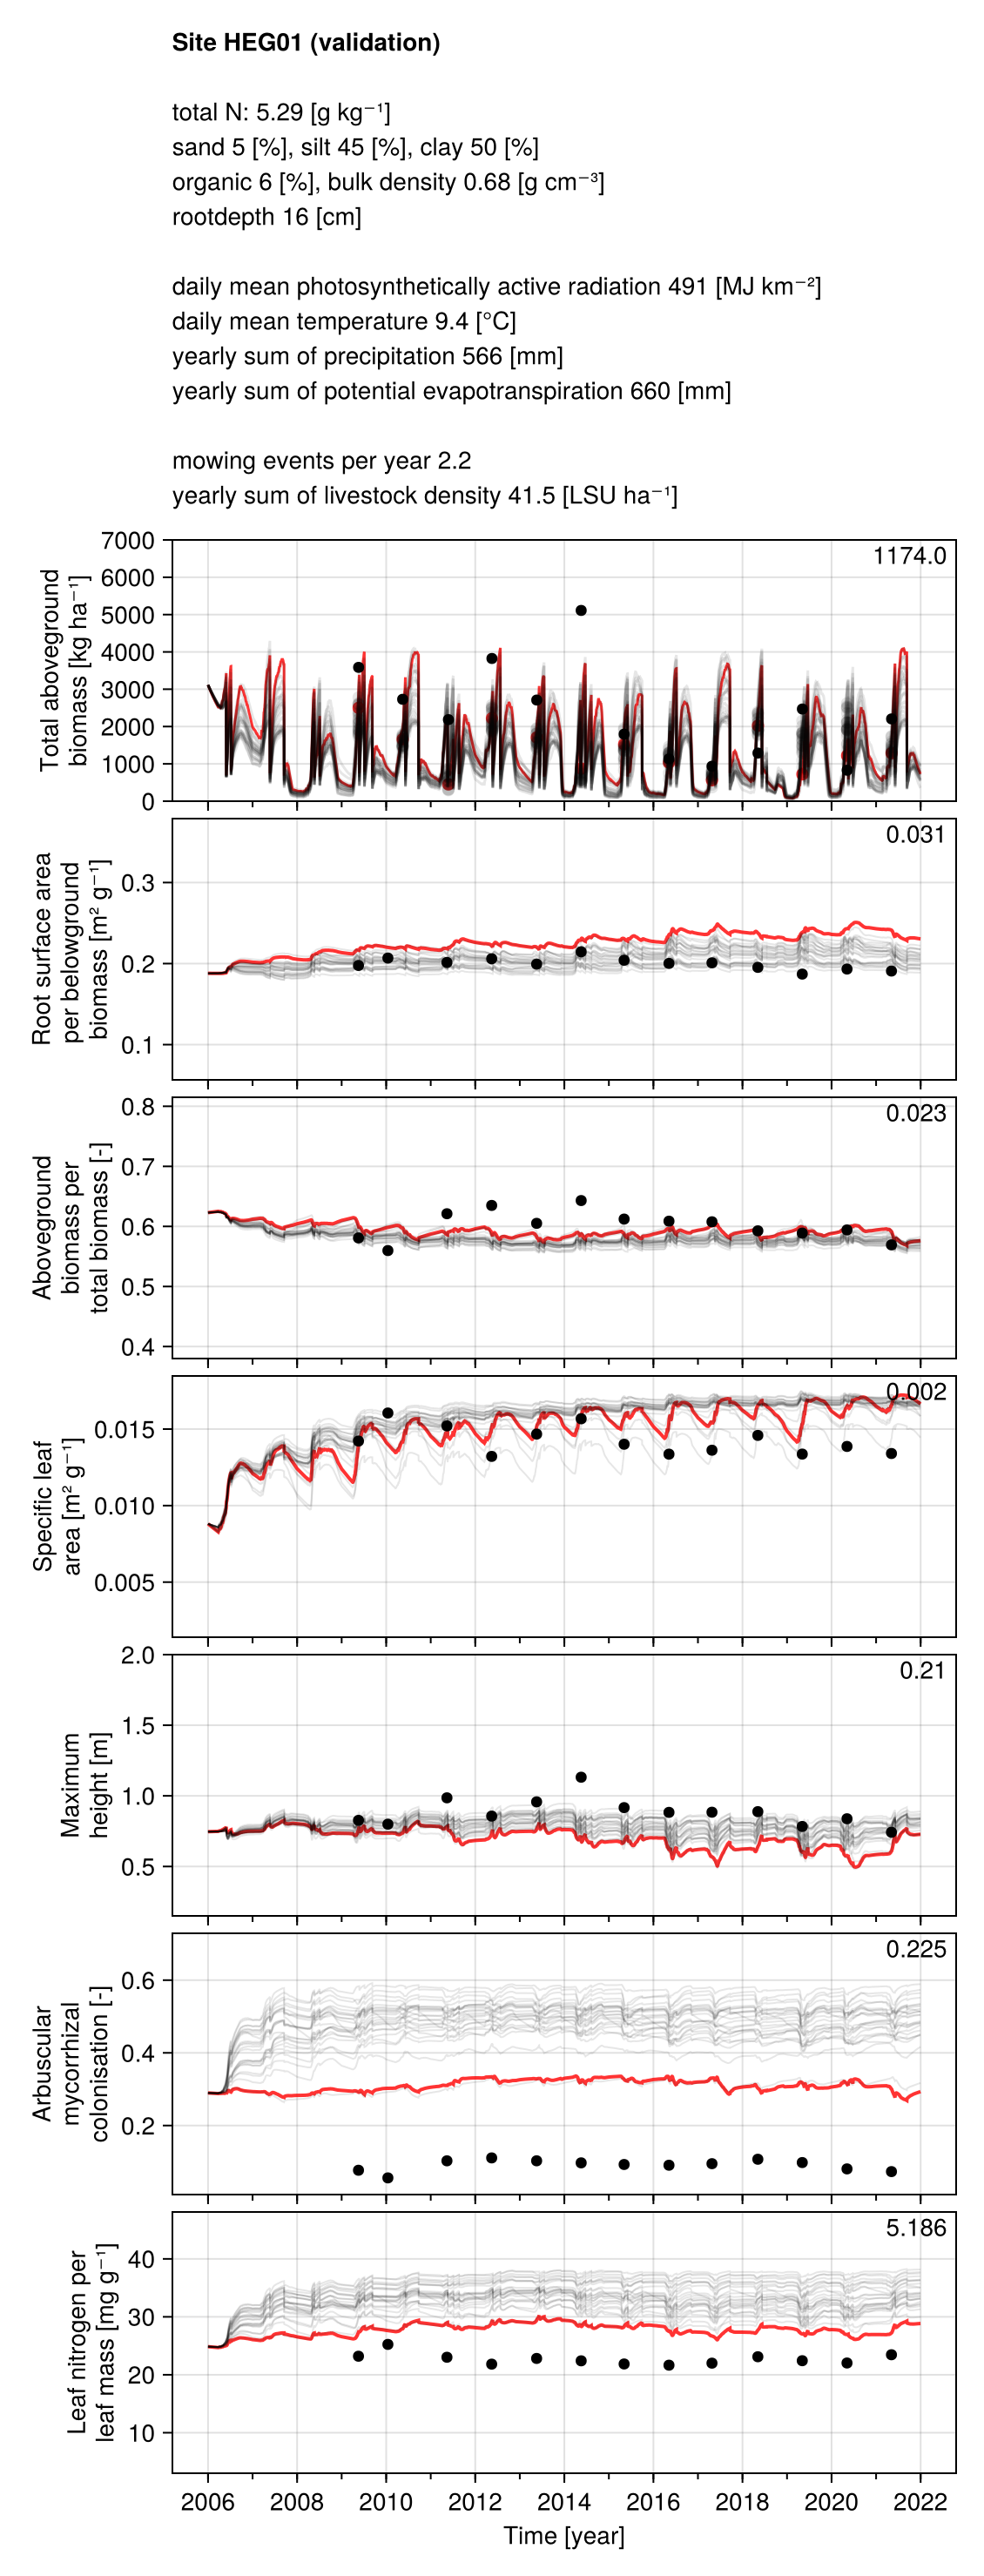 Site HEG01 (validation)
total N: 5.29 [g kg⁻¹]
sand 5 [%], silt 45 [%], clay 50 [%]
organic 6 [%], bulk density 0.68 [g cm⁻³]
rootdepth 16 [cm]
daily mean photosynthetically active radiation 491 [MJ km⁻²]
daily mean temperature 9.4 [°C]
yearly sum of precipitation 566 [mm]
yearly sum of potential evapotranspiration 660 [mm]
mowing events per year 2.2
yearly sum of livestock density 41.5 [LSU ha⁻¹]
Total aboveground
biomass [kg ha⁻¹]
7000
6000
5000
4000
3000
2000
1000
0
1174.0
Root surface area
per belowground
biomass [m² g⁻¹]
0.3
0.2
0.1
0.031
Aboveground
biomass per
total biomass [-]
0.8
0.7
0.6
0.5
0.4
0.023
Specific leaf
area [m² g⁻¹]
0.015
0.010
0.005
0.002
Maximum
height [m]
2.0
1.5
1.0
0.5
0.21
Arbuscular
mycorrhizal
colonisation [-]
0.6
0.4
0.2
0.225
Leaf nitrogen per
leaf mass [mg g⁻¹]
40
30
20
10
5.186
2006 2008 2010 2012 2014 2016 2018 2020 2022
Time [year]